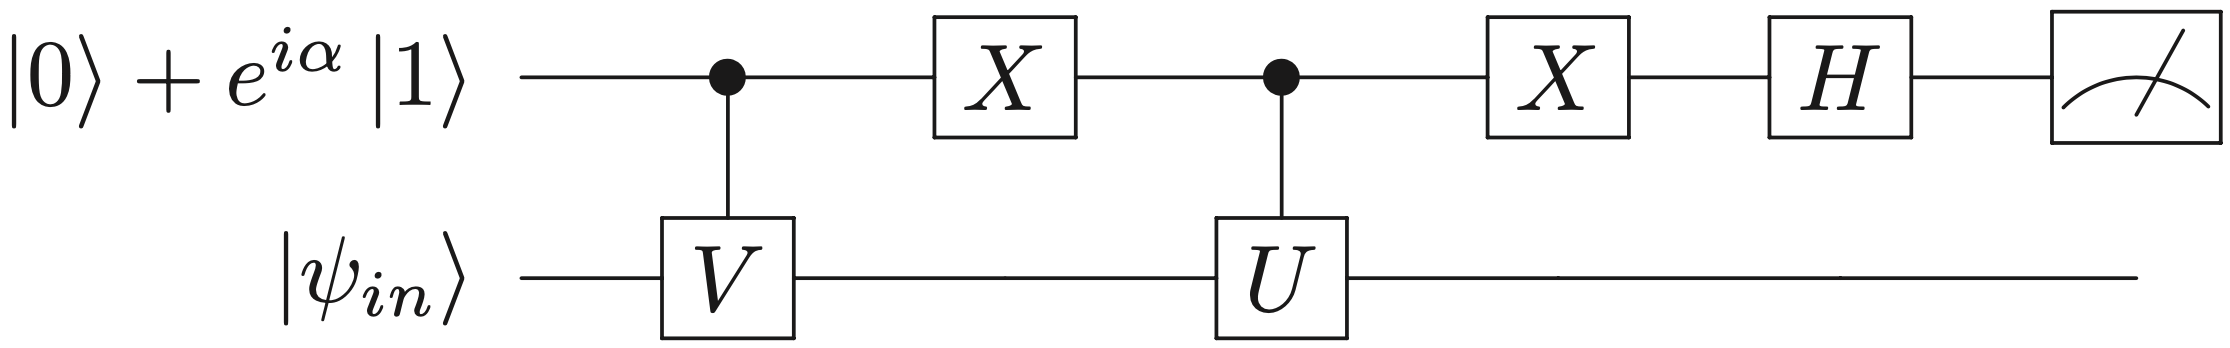 |0⟩ + e^{iα} |1⟩ X X H
|ψ_{in}⟩ V U